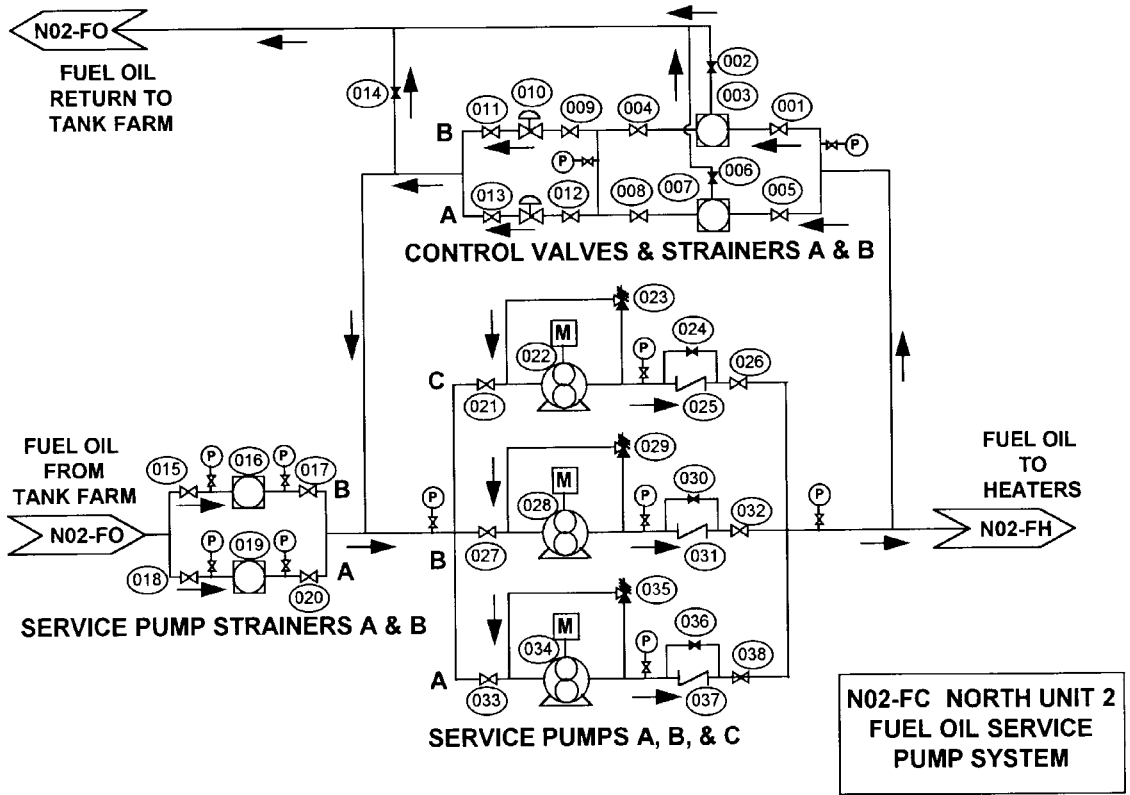 N02-FO
FUEL OIL
RETURN TO
TANK FARM
002
014
010
003
011
009
004
001
B
P
P
006
013
012
008
007
005
A
CONTROL VALVES & STRAINERS A & B
023
M
024
P
022
026
C
021
025
FUEL OIL
FROM
TANK FARM
029
FUEL OIL
TO
HEATERS
P
016
P
015
017
M
030
B
P
P
P
028
032
N02-FO
N02-FH
P
019
P
B
027
031
018
A
020
035
SERVICE PUMP STRAINERS A & B
M
036
P
034
038
A
033
037
SERVICE PUMPS A, B, & C
N02-FC NORTH UNIT 2
FUEL OIL SERVICE
PUMP SYSTEM